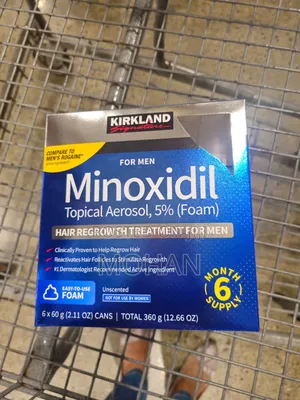 KIRKLAND
Signature
COMPARE TO
MEN'S ROGAINE
FOR MEN
Minoxidil
Topical Aerosol, 5% (Foam)
HAIR REGROWTH TREATMENT FOR MEN
Clinically Proven to Help Regrow Hair
Reactivates Hair Follicles to Stimulate Regrowth
#1 Dermatologist Recommended Active Ingredient
EASY-TO-USE
FOAM
Unscented
NOT FOR USE BY WOMEN
6
MONTH
SUPPLY
6 x 60 g (2.11 OZ) CANS | TOTAL 360 g (12.66 OZ)